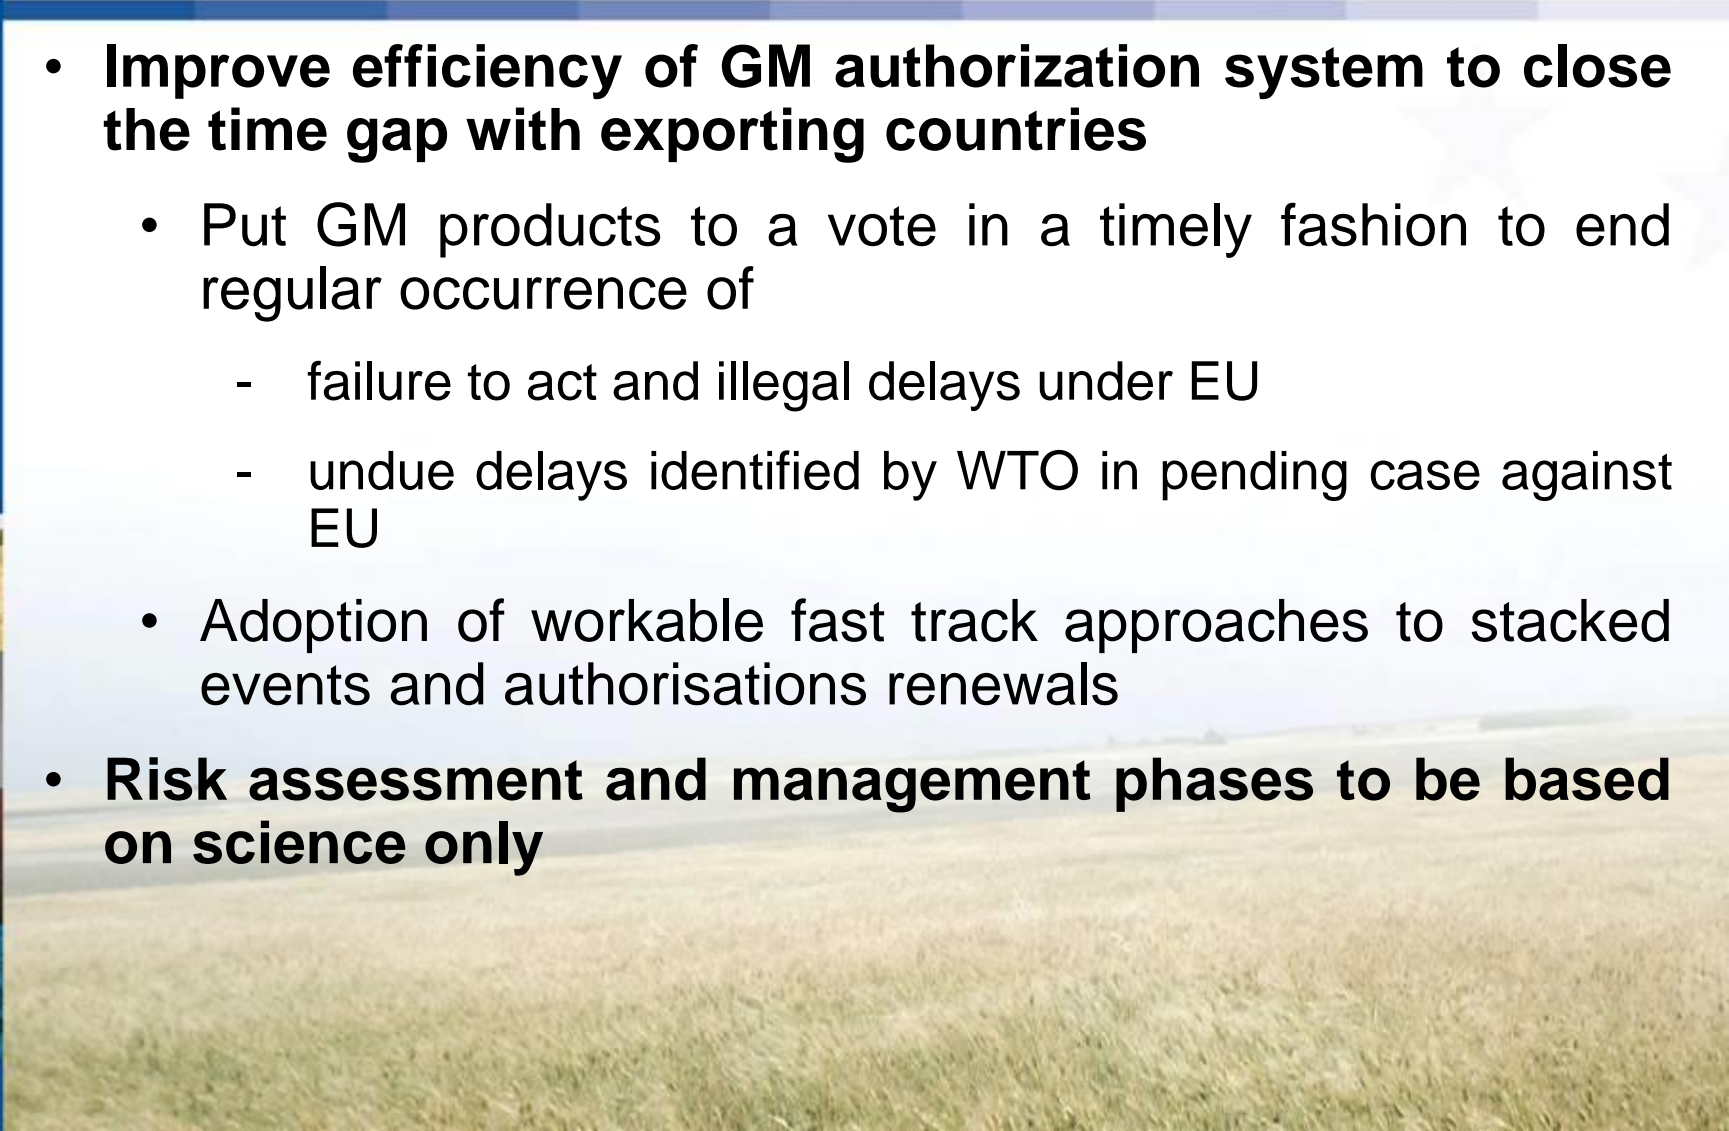 • Improve efficiency of GM authorization system to close
the time gap with exporting countries
• Put GM products to a vote in a timely fashion to end
regular occurrence of
- failure to act and illegal delays under EU
- undue delays identified by WTO in pending case against
EU
• Adoption of workable fast track approaches to stacked
events and authorisations renewals
• Risk assessment and management phases to be based
on science only